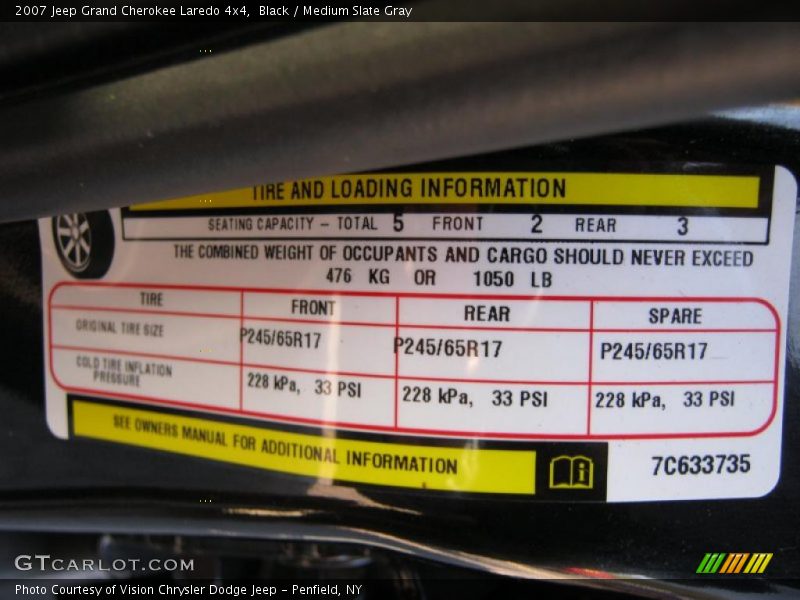 2007 Jeep Grand Cherokee Laredo 4x4,  Black / Medium Slate Gray
TIRE AND LOADING INFORMATION
SEATING CAPACITY – TOTAL 5 FRONT 2 REAR 3
THE COMBINED WEIGHT OF OCCUPANTS AND CARGO SHOULD NEVER EXCEED
476 KG OR 1050 LB
TIRE FRONT REAR SPARE
ORIGINAL TIRE SIZE P245/65R17 P245/65R17 P245/65R17
COLD TIRE INFLATION
PRESSURE 228 kPa, 33 PSI 228 kPa, 33 PSI 228 kPa, 33 PSI
SEE OWNERS MANUAL FOR ADDITIONAL INFORMATION
7C633735
GTCARLOT.COM
Photo Courtesy of Vision Chrysler Dodge Jeep - Penfield, NY